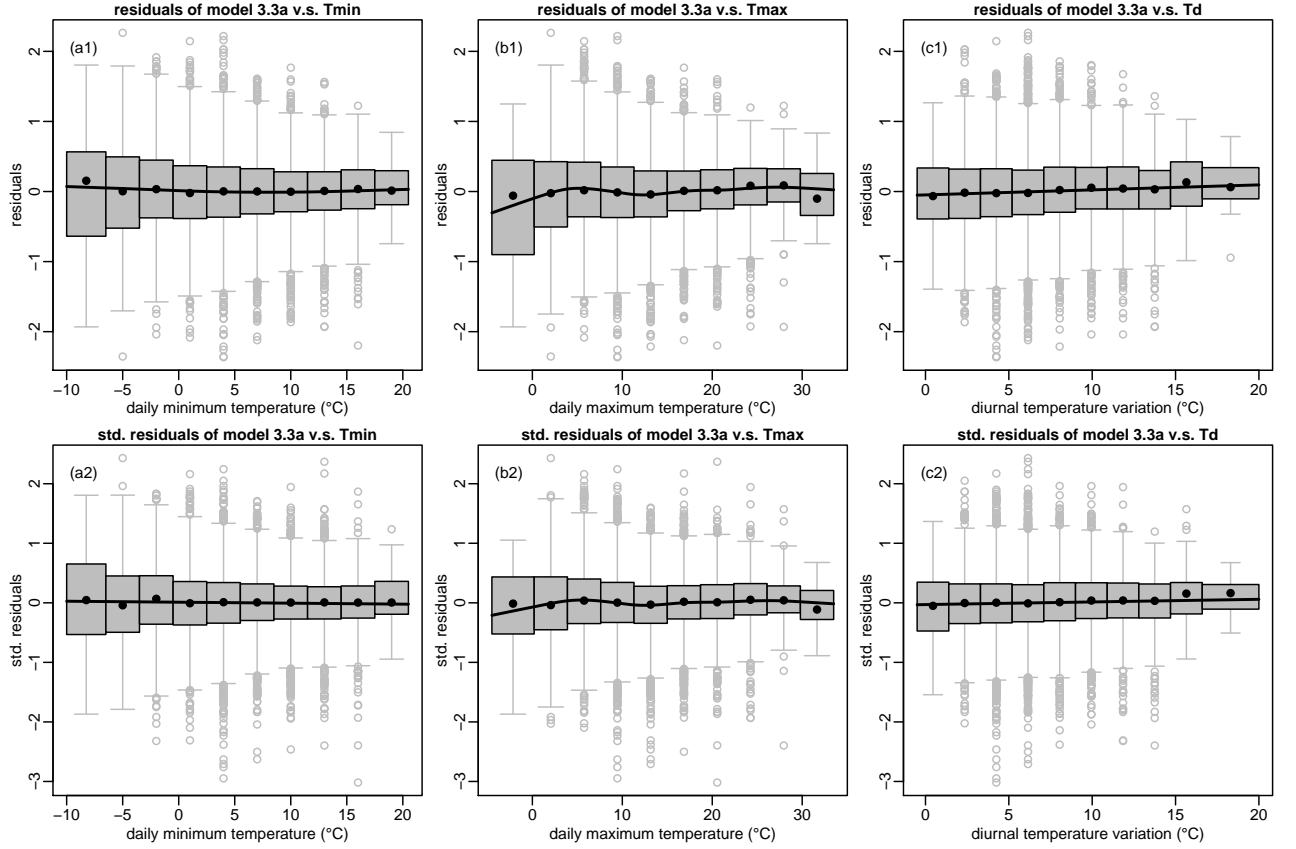 residuals of model 3.3a v.s. Tmin
(a1)
residuals
2
1
0
−1
−2
−10 −5 0 5 10 15 20
daily minimum temperature (°C)
residuals of model 3.3a v.s. Tmax
(b1)
residuals
2
1
0
−1
−2
0 10 20 30
daily maximum temperature (°C)
residuals of model 3.3a v.s. Td
(c1)
residuals
2
1
0
−1
−2
0 5 10 15 20
diurnal temperature variation (°C)
std. residuals of model 3.3a v.s. Tmin
(a2)
std. residuals
2
1
0
−1
−2
−3
−10 −5 0 5 10 15 20
daily minimum temperature (°C)
std. residuals of model 3.3a v.s. Tmax
(b2)
std. residuals
2
1
0
−1
−2
−3
0 10 20 30
daily maximum temperature (°C)
std. residuals of model 3.3a v.s. Td
(c2)
std. residuals
2
1
0
−1
−2
−3
0 5 10 15 20
diurnal temperature variation (°C)